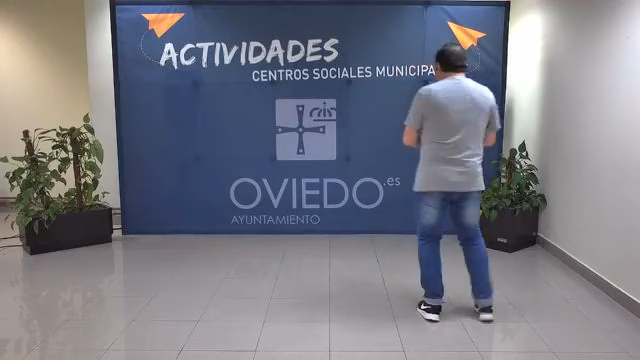 ACTIVIDADES
CENTROS SOCIALES MUNICIPA
OVIEDO.es
AYUNTAMIENTO